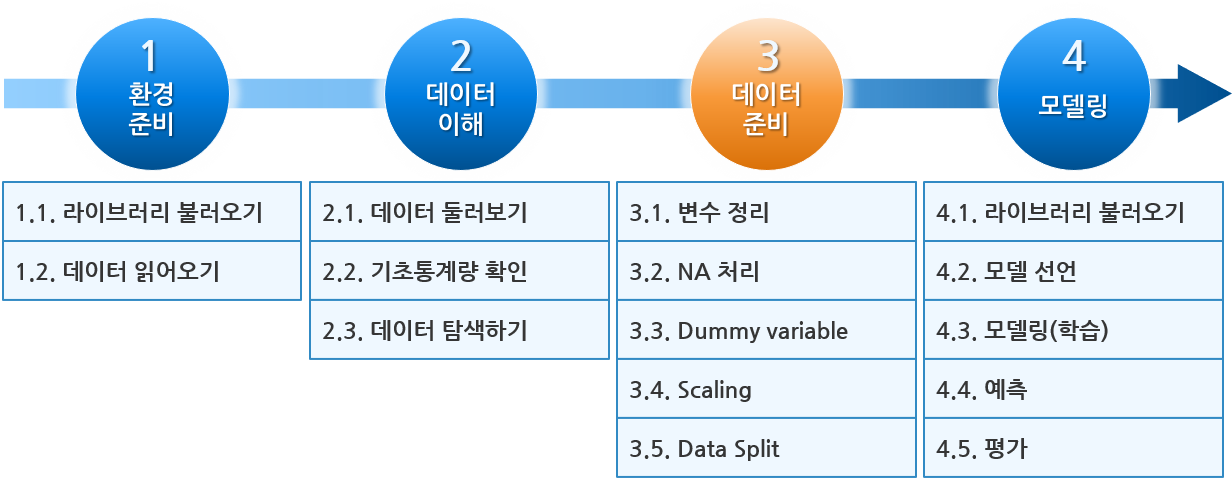 1
환경
준비
2
데이터
이해
3
데이터
준비
4
모델링
1.1. 라이브러리 불러오기
1.2. 데이터 읽어오기
2.1. 데이터 둘러보기
2.2. 기초통계량 확인
2.3. 데이터 탐색하기
3.1. 변수 정리
3.2. NA 처리
3.3. Dummy variable
3.4. Scaling
3.5. Data Split
4.1. 라이브러리 불러오기
4.2. 모델 선언
4.3. 모델링(학습)
4.4. 예측
4.5. 평가